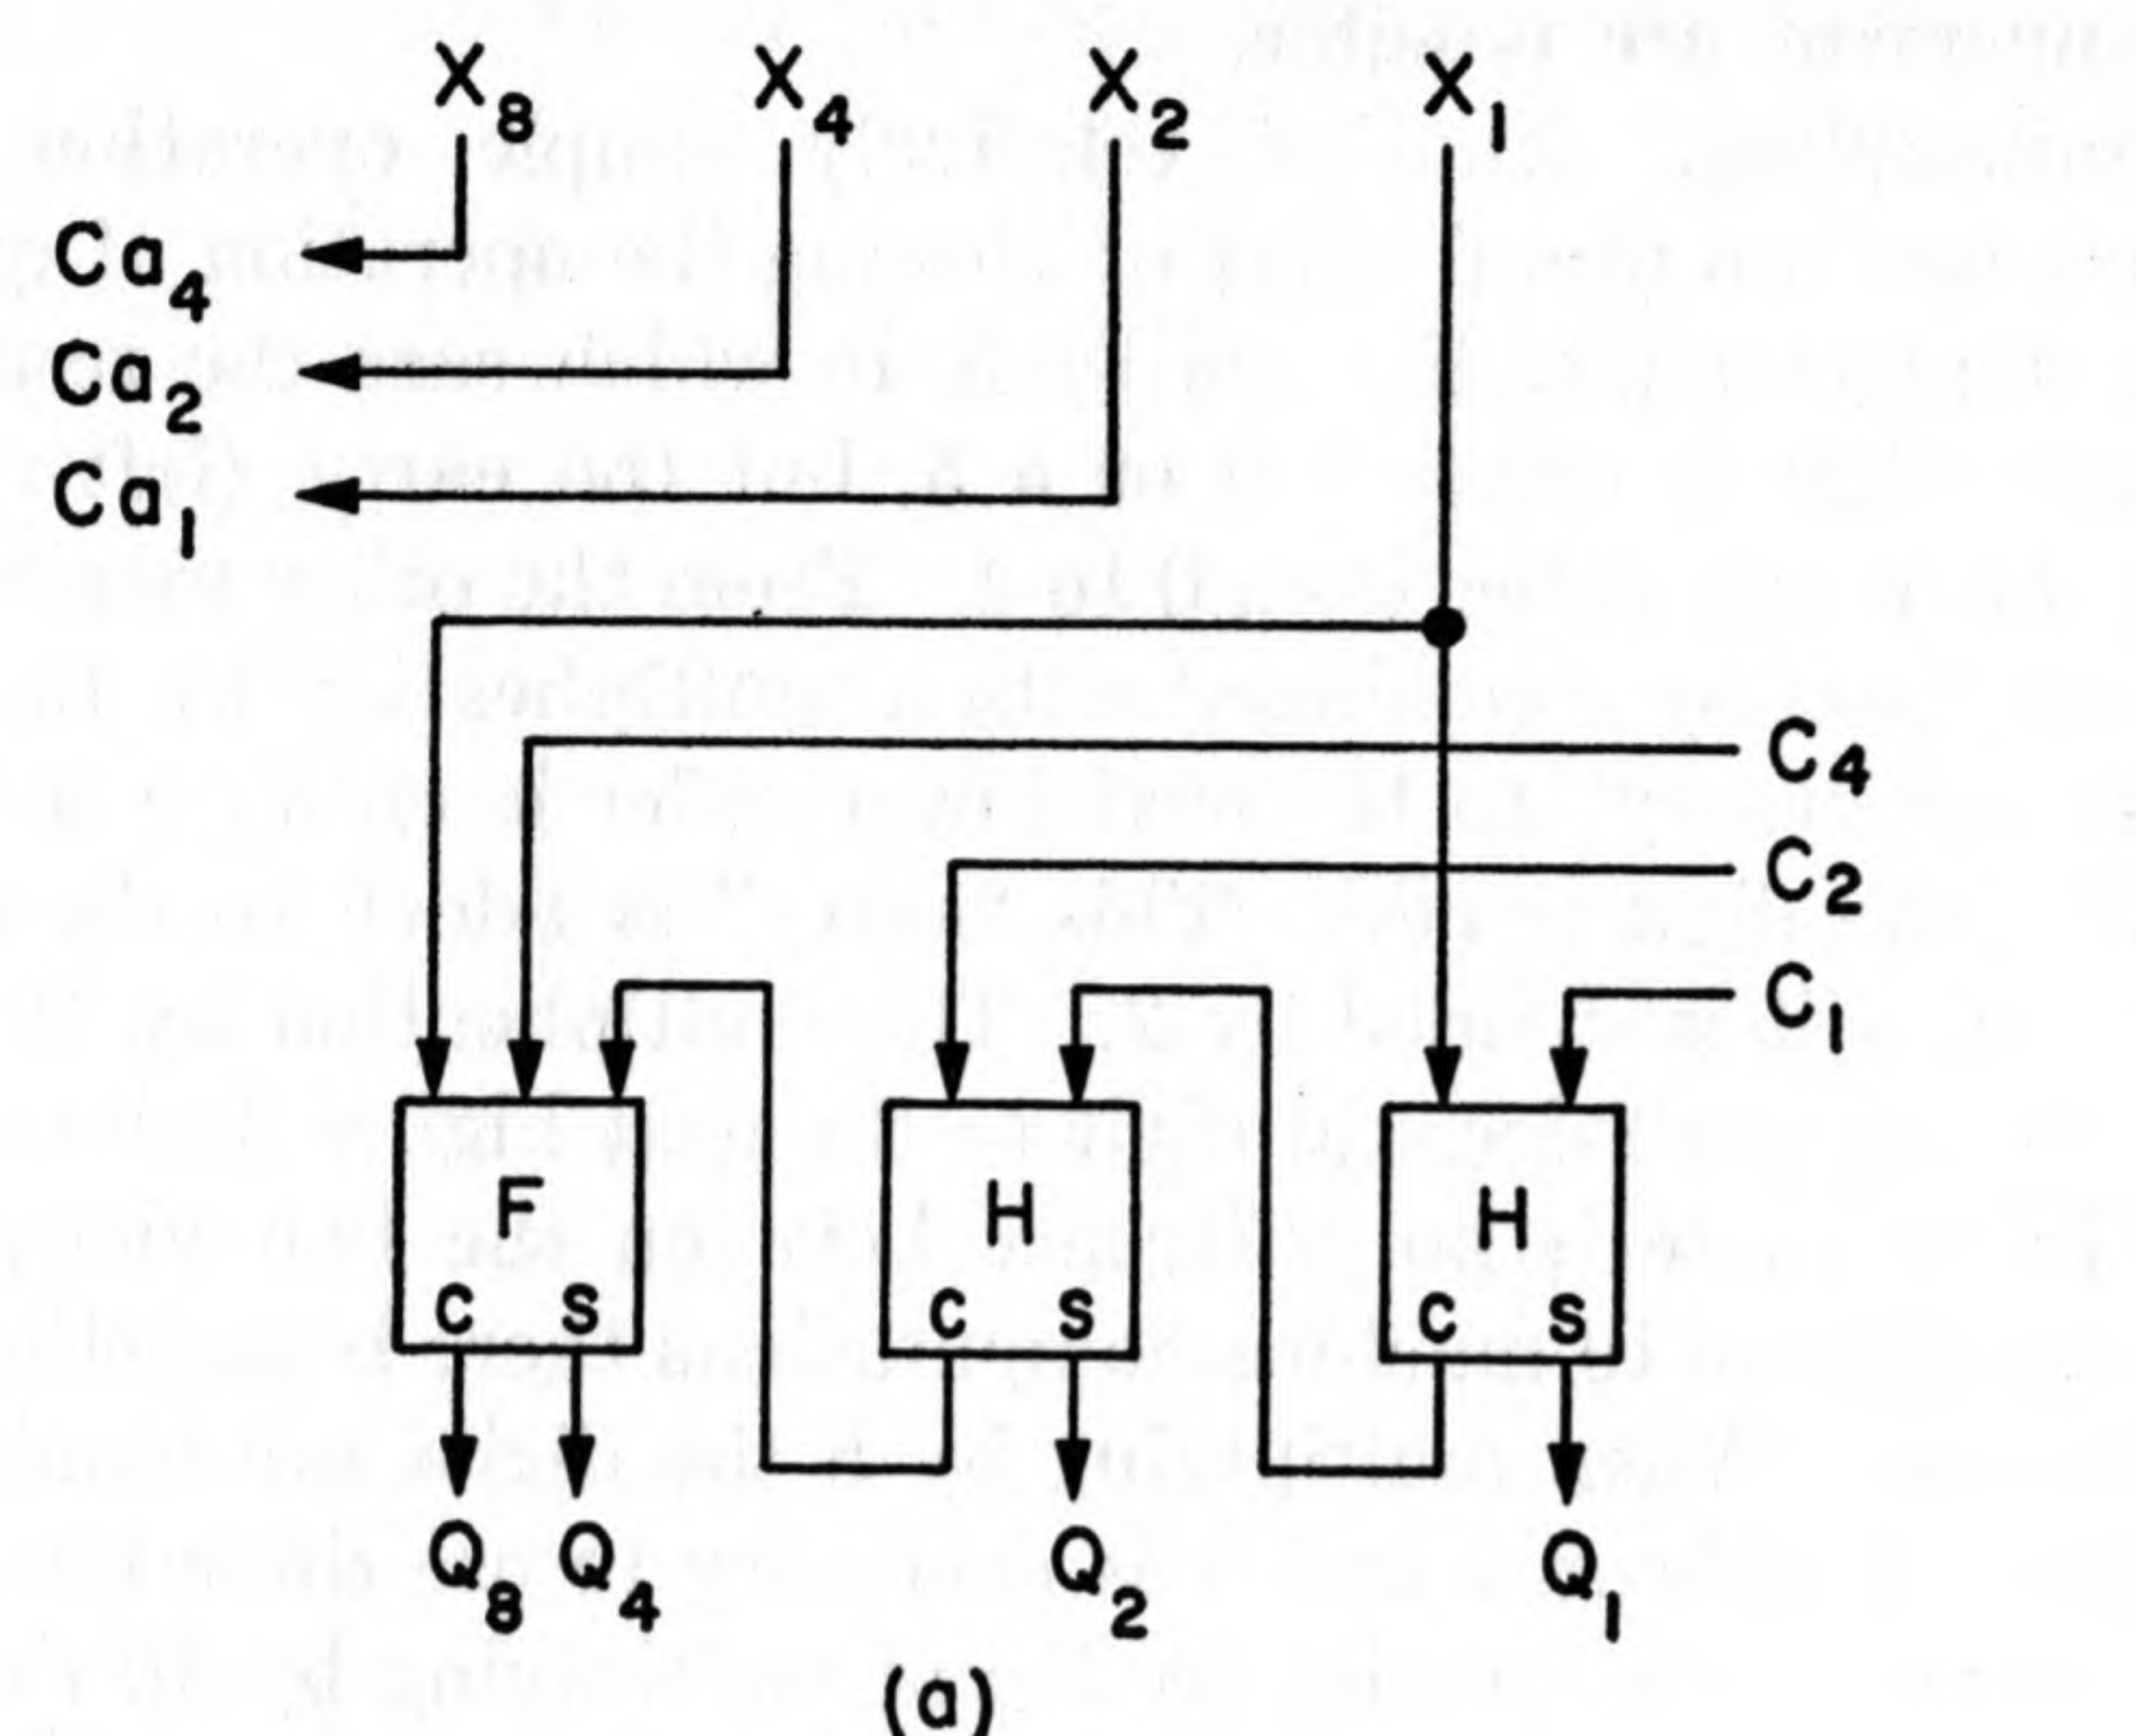 X8 X4 X2 X1
Ca4
Ca2
Ca1
C4
C2
C1
F H H
C S C S C S
Q8 Q4 Q2 Q1
(a)